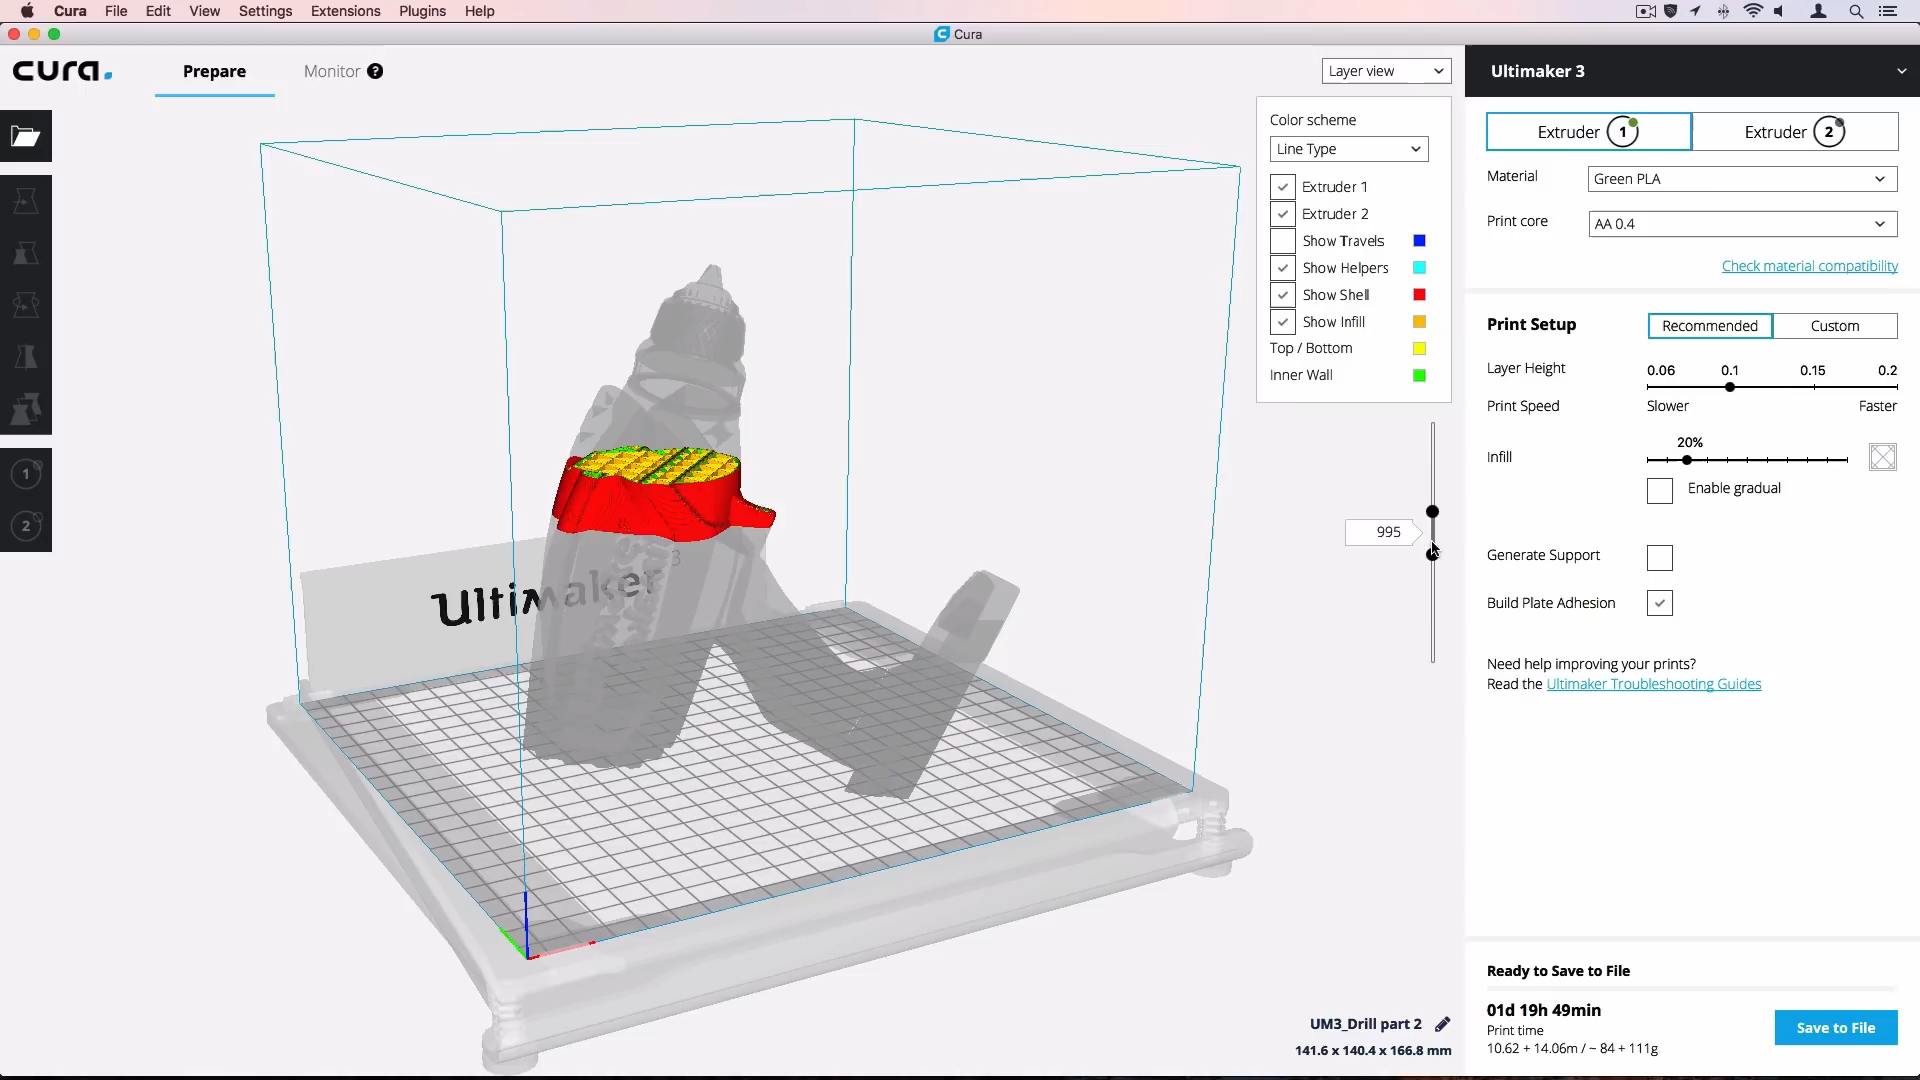 Cura File Edit View Settings Extensions Plugins Help
Cura
cura.
Prepare
Monitor ?
Layer view
Color scheme
Line Type
Extruder 1
Extruder 2
Show Travels
Show Helpers
Show Shell
Show Infill
Top / Bottom
Inner Wall
995
Ultimaker 3
UM3_Drill part 2
141.6 x 140.4 x 166.8 mm
1
2
Ultimaker 3
Extruder 1
Extruder 2
Material
Green PLA
Print core
AA 0.4
Check material compatibility
Print Setup
Recommended
Custom
Layer Height
0.06 0.1 0.15 0.2
Print Speed
Slower
Faster
20%
Infill
Enable gradual
Generate Support
Build Plate Adhesion
Need help improving your prints?
Read the Ultimaker Troubleshooting Guides
Ready to Save to File
01d 19h 49min
Print time
10.62 + 14.06m / ~ 84 + 111g
Save to File